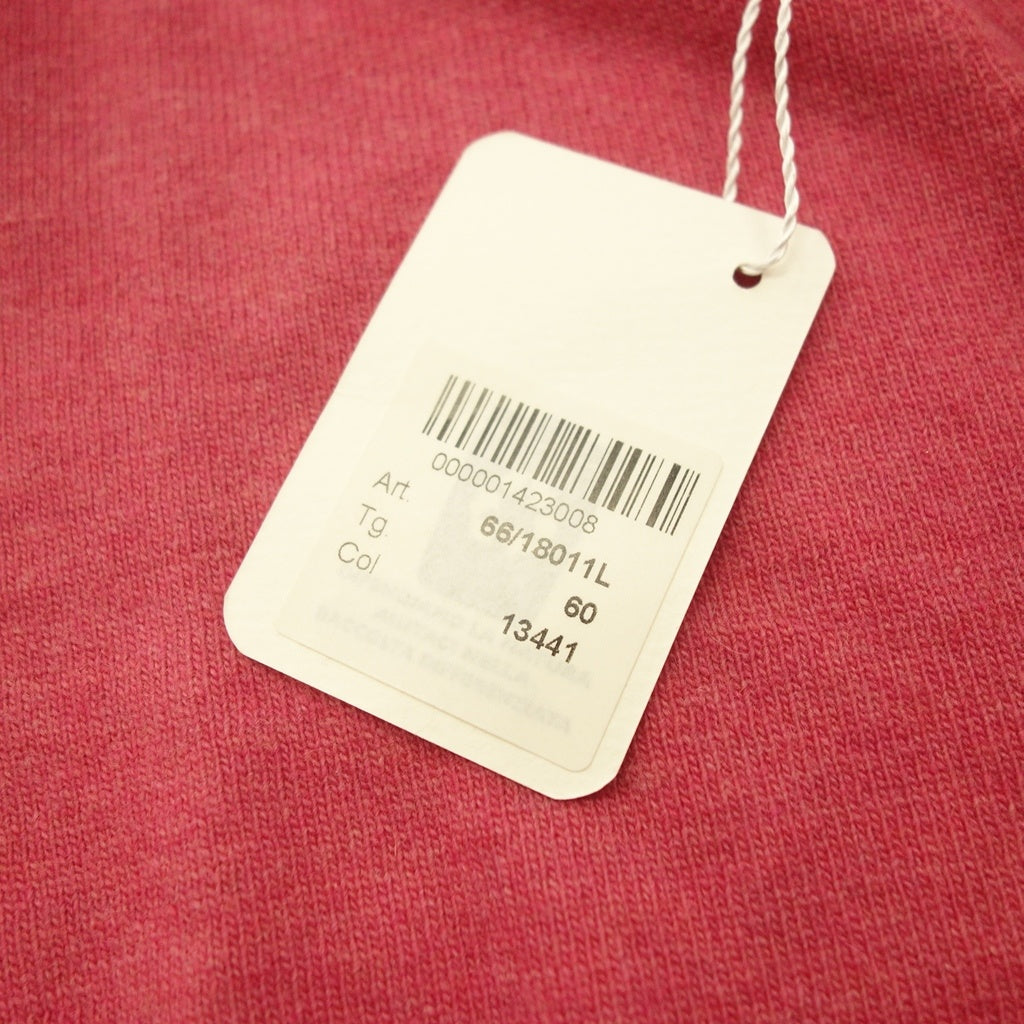 000001423008
Art. 66/18011L
Tg. 60
Col 13441